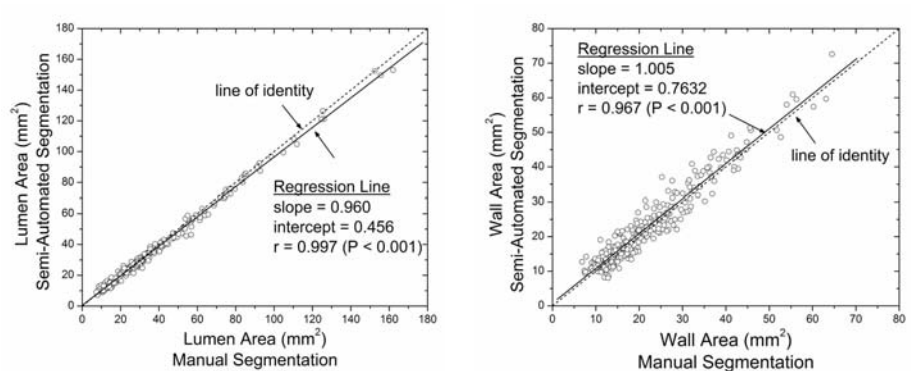 180
160
140
120
100
80
60
40
20
0
20
40
60
80
100
120
140
160
180
Lumen Area (mm²)
Semi-Automated Segmentation
line of identity
Regression Line
slope = 0.960
intercept = 0.456
r = 0.997 (P < 0.001)
Lumen Area (mm²)
Manual Segmentation
80
70
60
50
40
30
20
10
0
0
10
20
30
40
50
60
70
80
Wall Area (mm²)
Semi-Automated Segmentation
Regression Line
slope = 1.005
intercept = 0.7632
r = 0.967 (P < 0.001)
line of identity
Wall Area (mm²)
Manual Segmentation